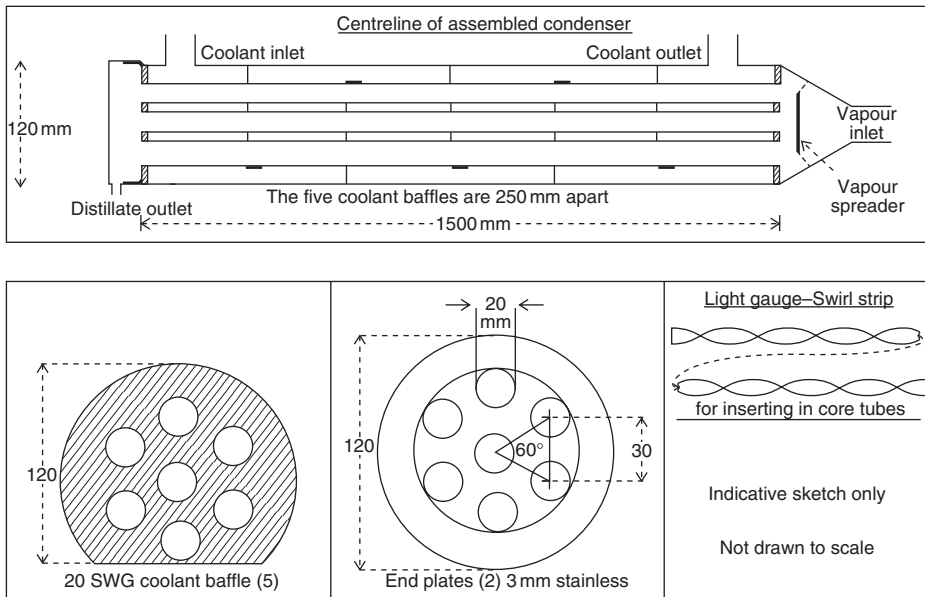 Centreline of assembled condenser
Coolant inlet
Coolant outlet
120 mm
Vapour
inlet
The five coolant baffles are 250 mm apart
Vapour
spreader
Distillate outlet
1500 mm
120
20 SWG coolant baffle (5)
20
mm
120
60°
30
End plates (2) 3 mm stainless
Light gauge–Swirl strip
for inserting in core tubes
Indicative sketch only
Not drawn to scale